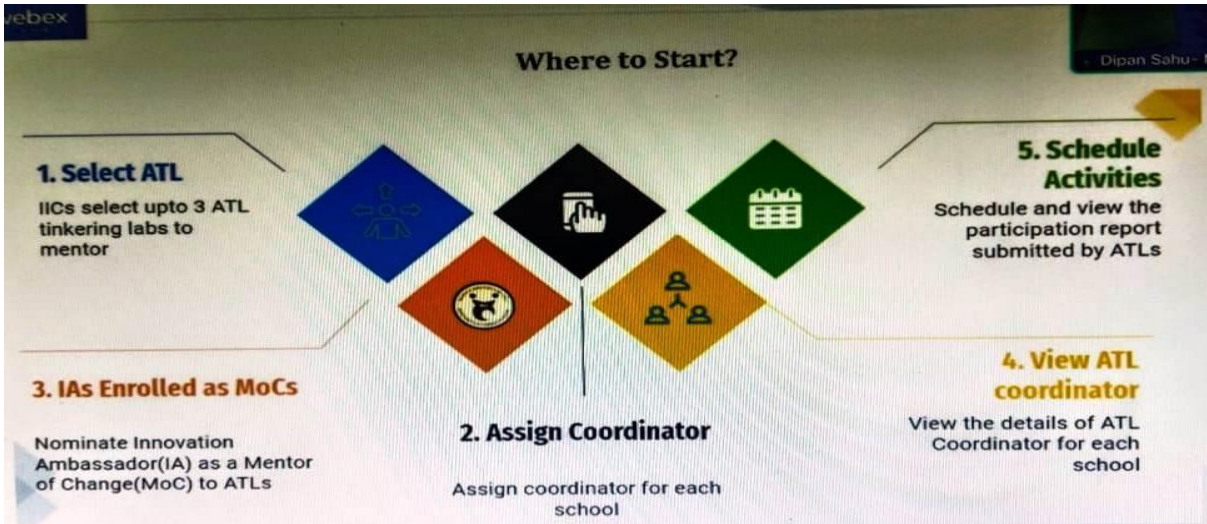 webex
Where to Start?
Dipan Sahu-
1. Select ATL
IICs select upto 3 ATL
tinkering labs to
mentor
5. Schedule
Activities
Schedule and view the
participation report
submitted by ATLs
3. IAs Enrolled as MoCs
Nominate Innovation
Ambassador(IA) as a Mentor
of Change(MoC) to ATLs
2. Assign Coordinator
Assign coordinator for each
school
4. View ATL
coordinator
View the details of ATL
Coordinator for each
school